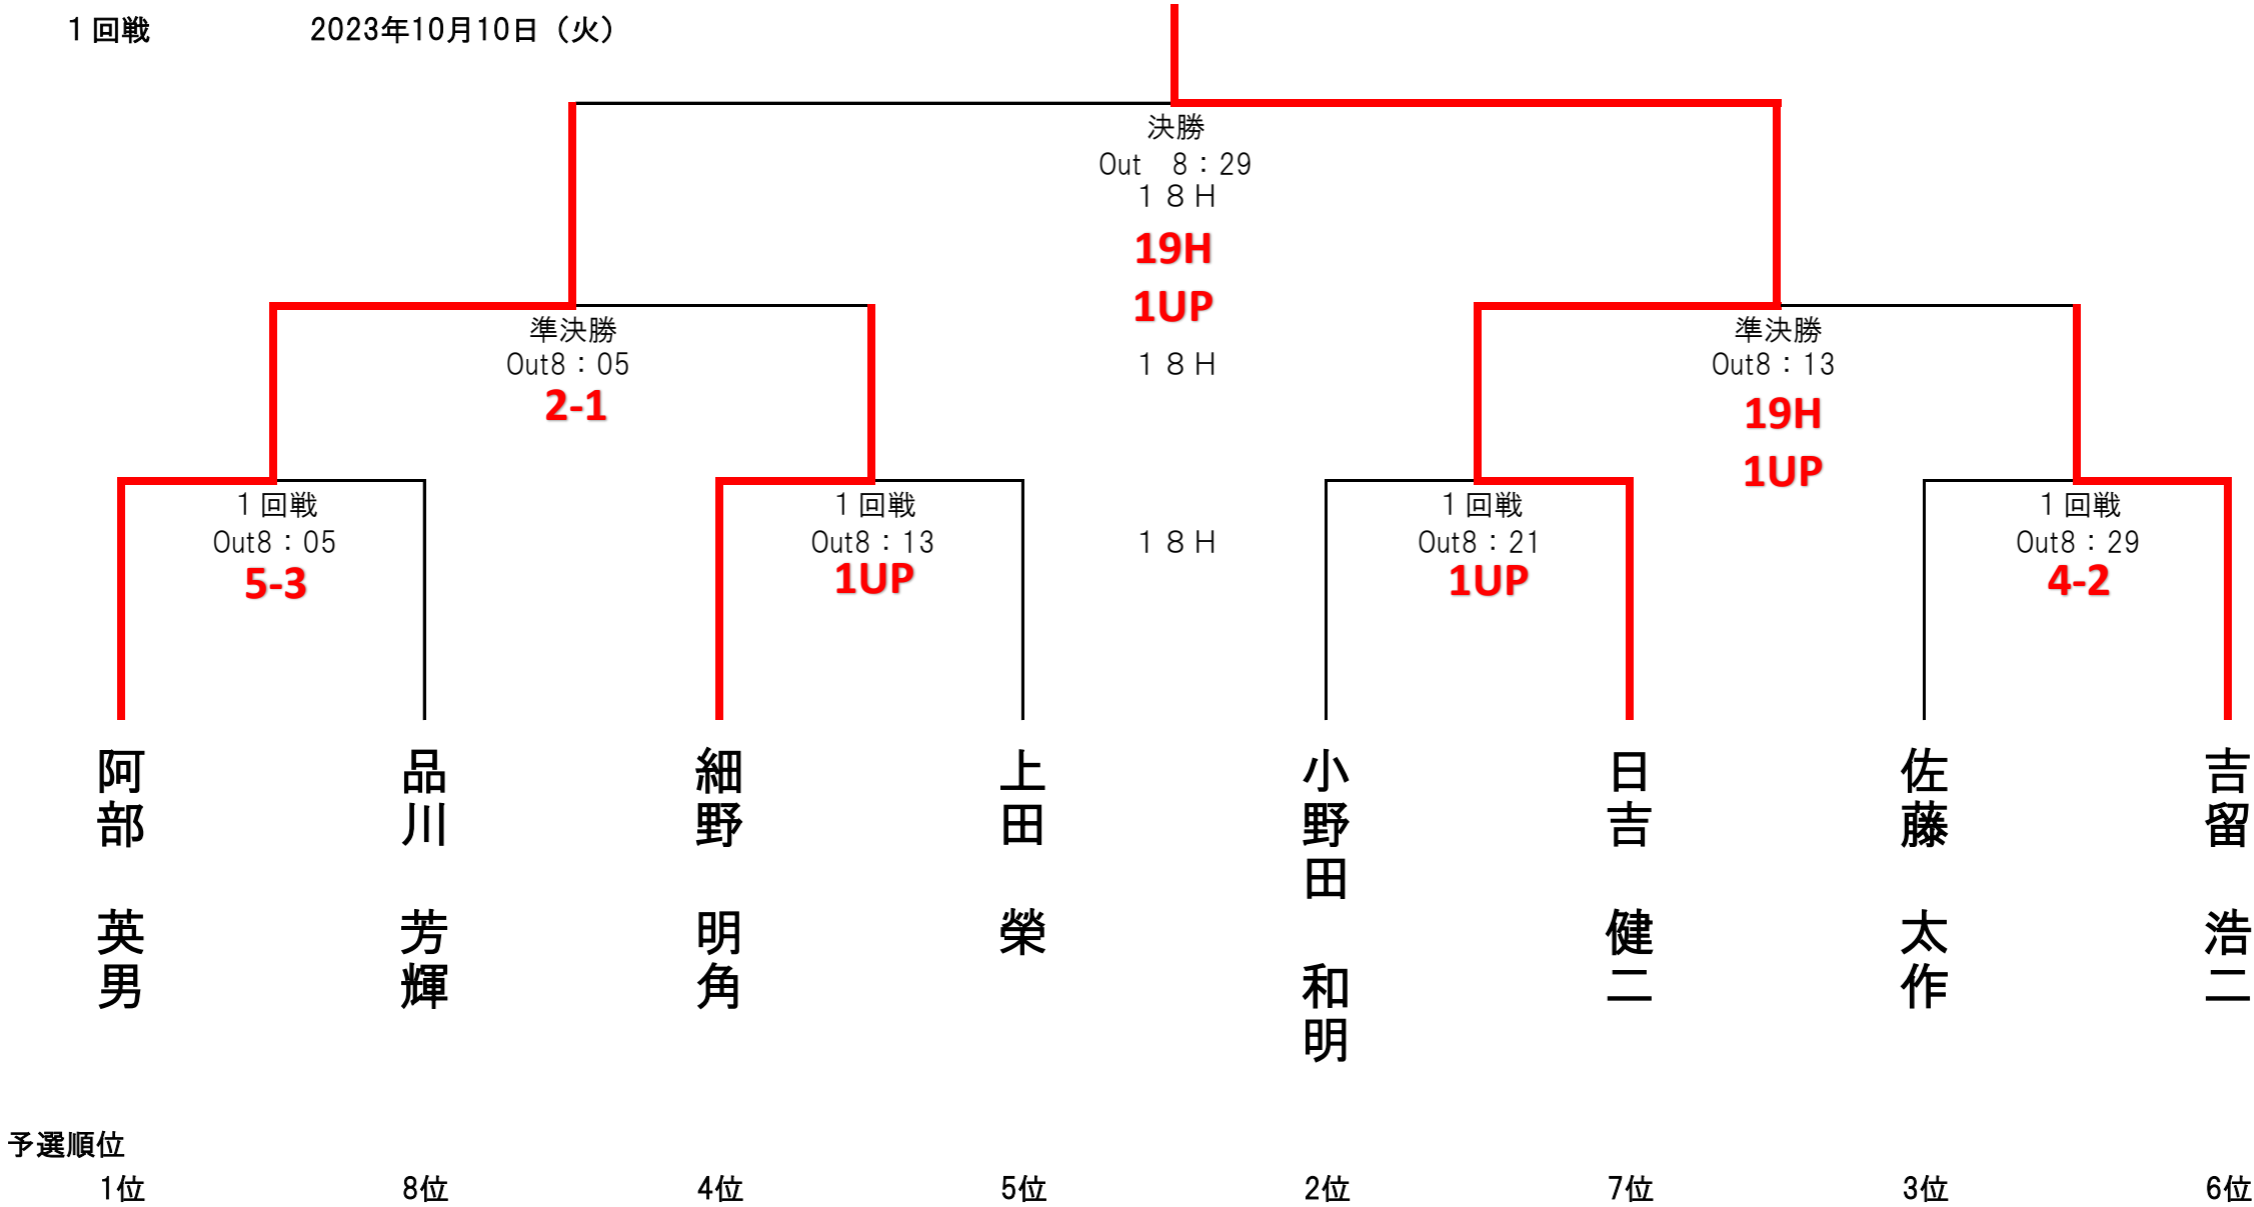 １回戦　2023年10月10日（火）
決勝
Out　8：29
１８Ｈ
19H
1UP
準決勝
Out8：05
2-1
１８Ｈ
準決勝
Out8：13
19H
1UP
１回戦
Out8：05
5-3
１回戦
Out8：13
1UP
１８Ｈ
１回戦
Out8：21
1UP
１回戦
Out8：29
4-2
阿部　英男
品川　芳輝
細野　明角
上田　榮
小野田　和明
日吉　健二
佐藤　太作
吉留　浩二
予選順位
1位　8位　4位　5位　2位　7位　3位　6位